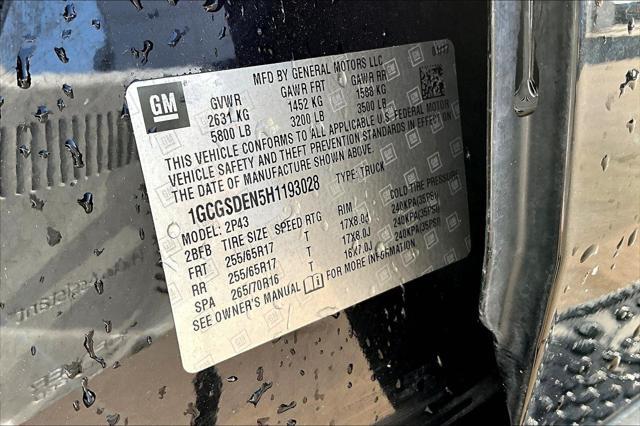 MFD BY GENERAL MOTORS LLC
GM
GVWR GAWR FRT GAWR RR
2631 KG 1452 KG 1588 KG
5800 LB 3200 LB 3500 LB
THIS VEHICLE CONFORMS TO ALL APPLICABLE U.S. FEDERAL MOTOR
VEHICLE SAFETY AND THEFT PREVENTION STANDARDS IN EFFECT ON
THE DATE OF MANUFACTURE SHOWN ABOVE.
1GCGSDEN5H1193028 TYPE: TRUCK
MODEL: 2P43
2BFB TIRE SIZE SPEED RTG RIM COLD TIRE PRESSURE
FRT 255/65R17 T 17X8.0J 240KPA(35PSI)
RR 255/65R17 T 17X8.0J 240KPA(35PSI)
SPA 265/70R16 T 16X7.0J 240KPA(35PSI)
SEE OWNER'S MANUAL FOR MORE INFORMATION.